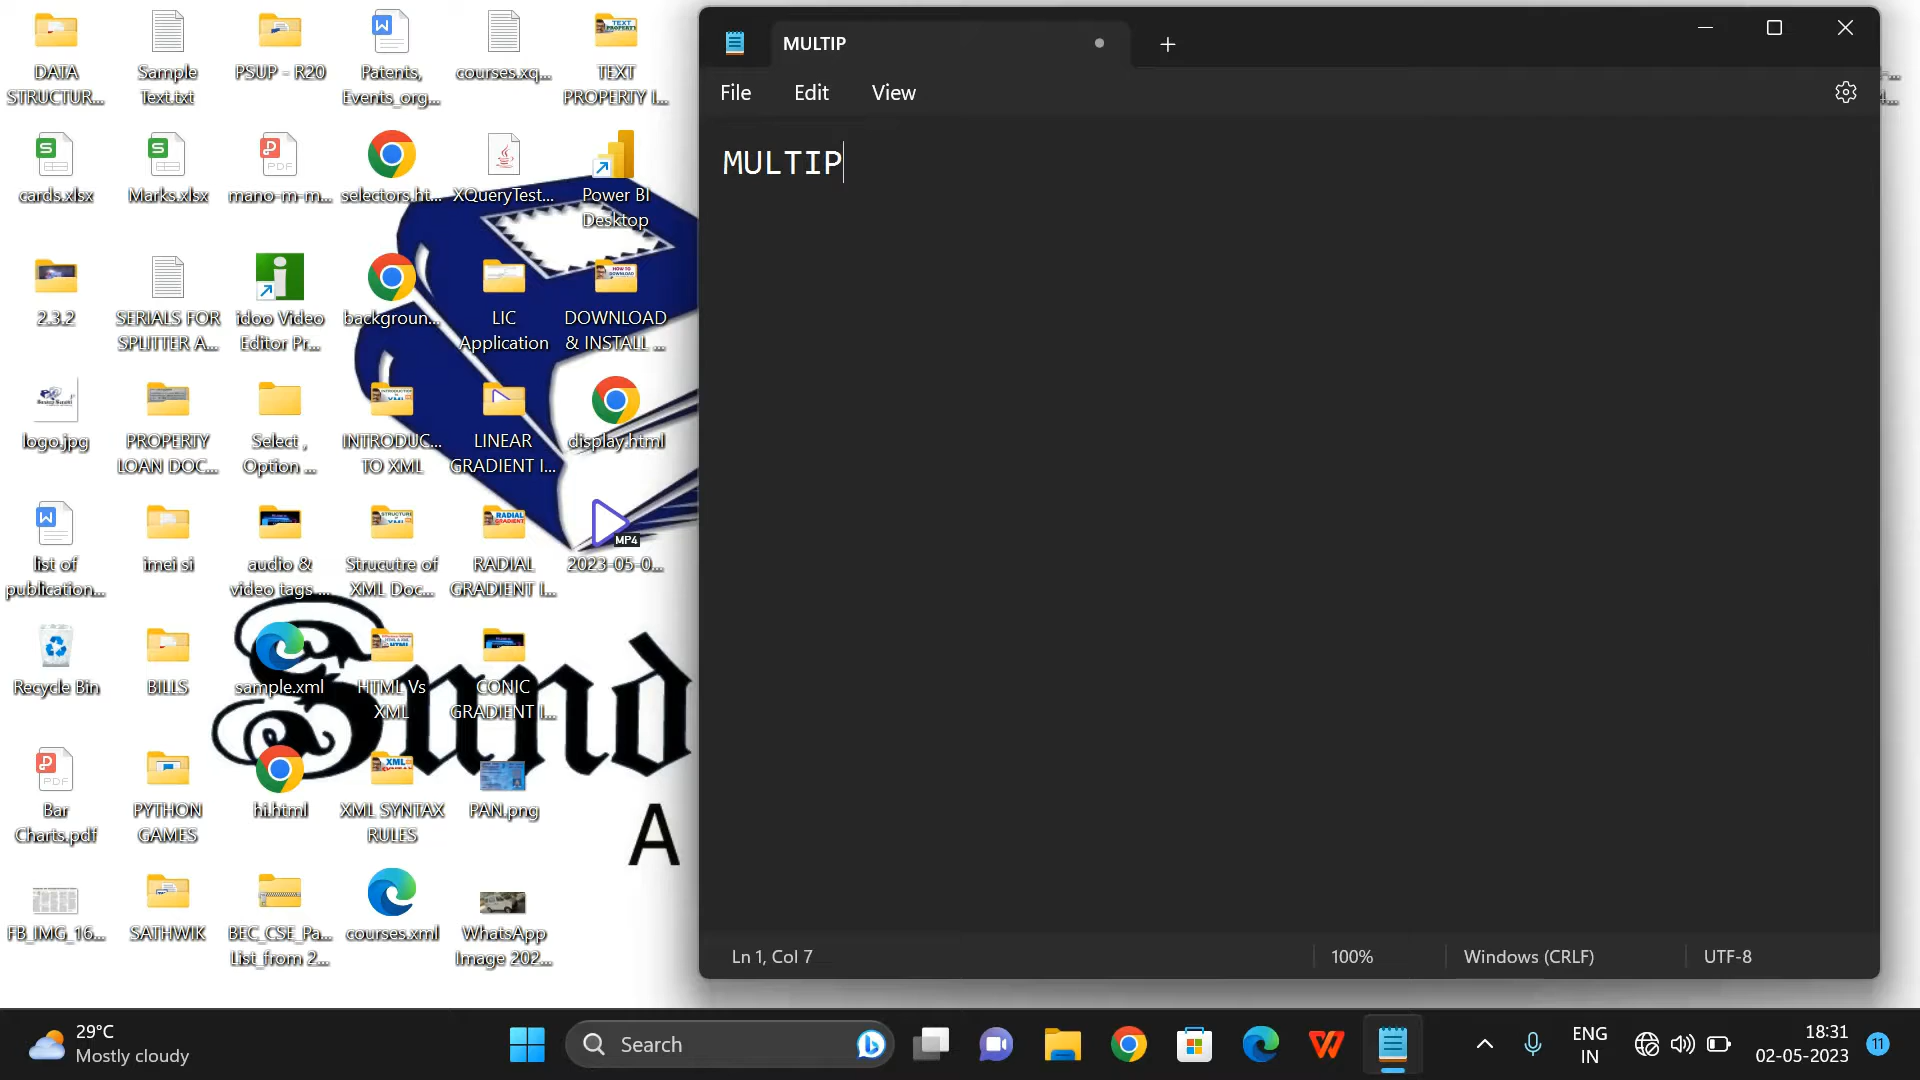 DATA
STRUCTUR...
Sample
Text.txt
PSUP - R20
Patents,
Events_org...
courses.xq...
TEXT
PROPERTY I...
cards.xlsx
Marks.xlsx
mano-m-m...
selectors.ht...
XQueryTest...
Power BI
Desktop
2.3.2
SERIALS FOR
SPLITTER A...
idoo Video
Editor Pr...
backgroun...
LIC
Application
DOWNLOAD
& INSTALL ...
logo.jpg
PROPERTY
LOAN DOC...
Select ,
Option ...
INTRODUC...
TO XML
LINEAR
GRADIENT I...
display.html
list of
publication...
imei si
audio &
video tags ...
Strucutre of
XML Doc...
RADIAL
GRADIENT I...
MP4
2023-05-0...
Recycle Bin
BILLS
sample.xml
HTML Vs
XML
CONIC
GRADIENT I...
Bar
Charts.pdf
PYTHON
GAMES
hi.html
XML SYNTAX
RULES
PAN.png
FB_IMG_16...
SATHWIK
BEC_CSE_Pa...
List_from 2...
courses.xml
WhatsApp
Image 202...
Sand
A
MULTIP
File Edit View
MULTIP
Ln 1, Col 7 100% Windows (CRLF) UTF-8
29°C
Mostly cloudy
Search
ENG
IN
18:31
02-05-2023
11